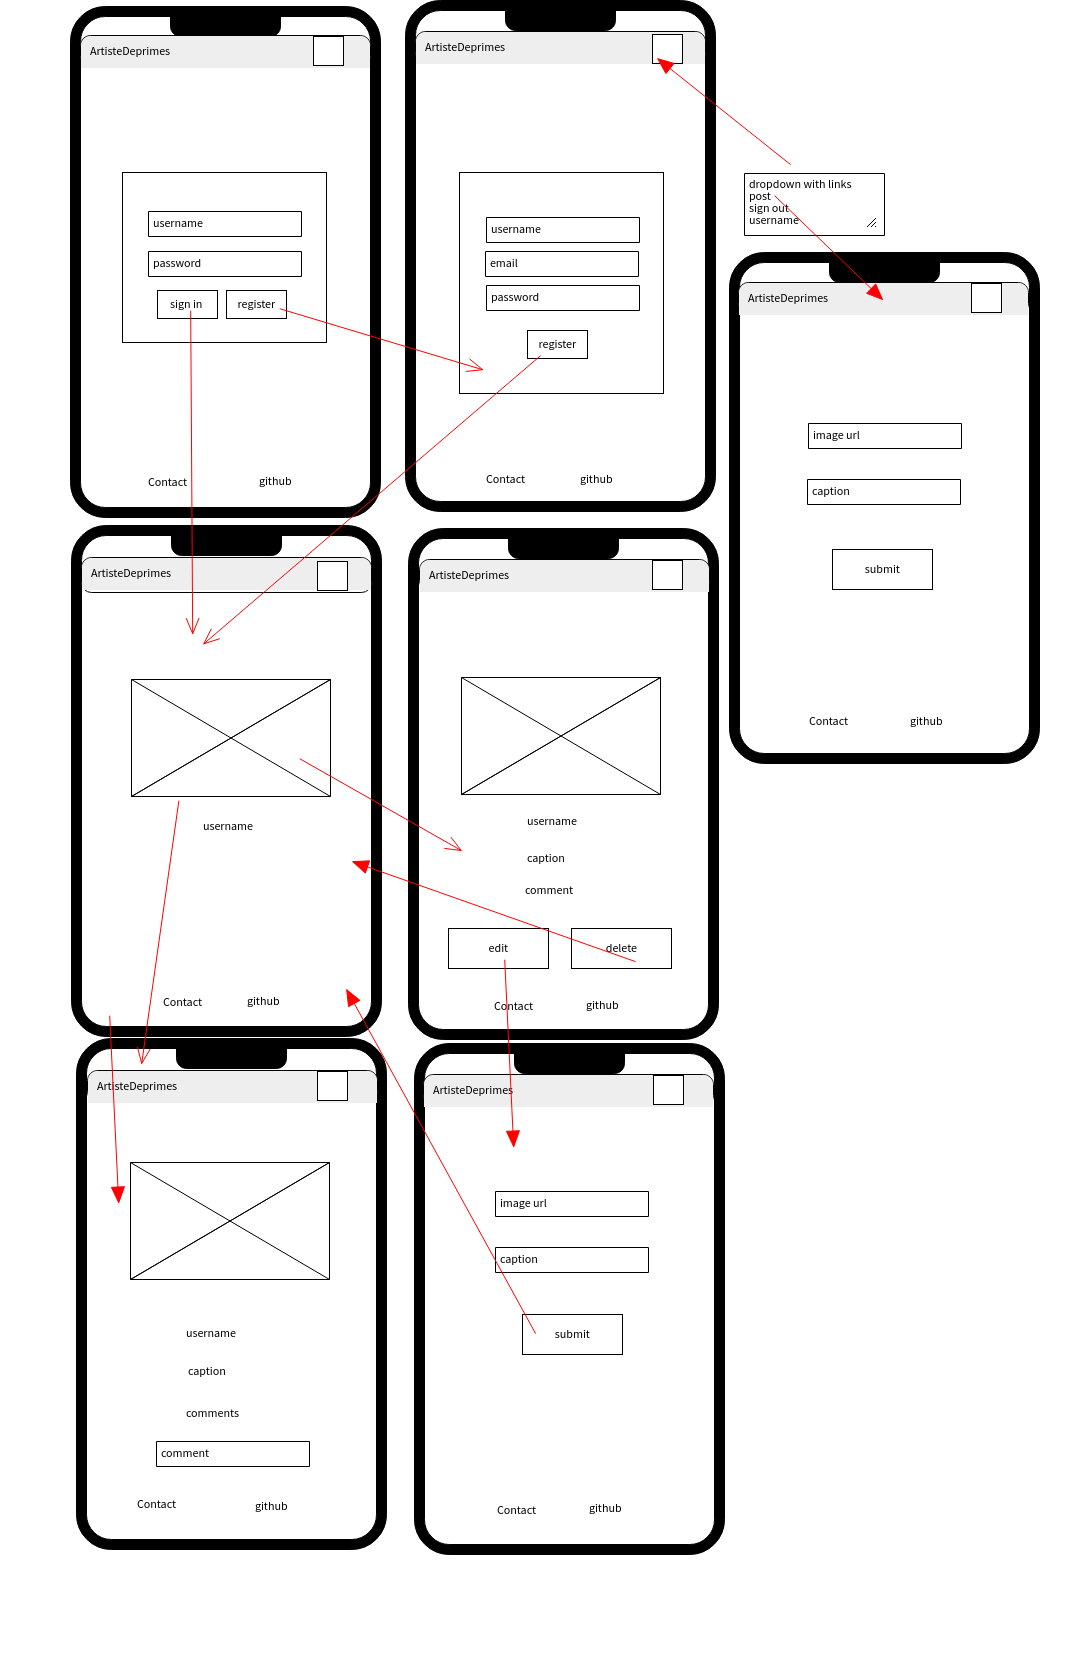 ArtisteDeprimes
username
password
sign in
register
Contact
github
ArtisteDeprimes
username
email
password
register
Contact
github
dropdown with links
post
sign out
username
ArtisteDeprimes
image url
caption
submit
Contact
github
ArtisteDeprimes
username
Contact
github
ArtisteDeprimes
username
caption
comment
edit
delete
Contact
github
ArtisteDeprimes
username
caption
comments
comment
Contact
github
ArtisteDeprimes
image url
caption
submit
Contact
github